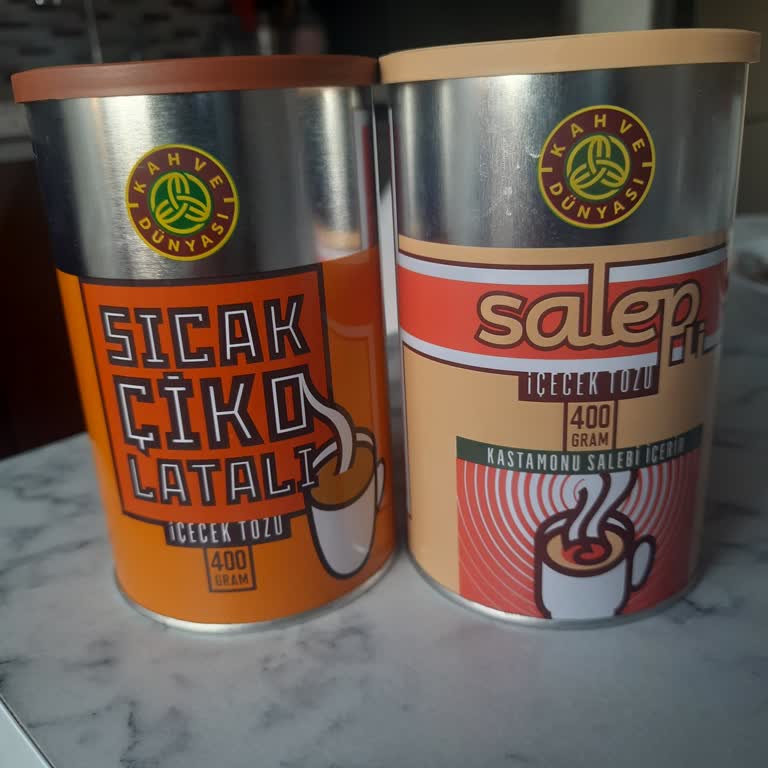 KAHVE
DÜNYASI
SICAK
ÇİKO
LATALI
İÇECEK TOZU
400
GRAM
KAHVE
DÜNYASI
salepli
İÇECEK TOZU
400
GRAM
KASTAMONU SALEBİ İÇERİR